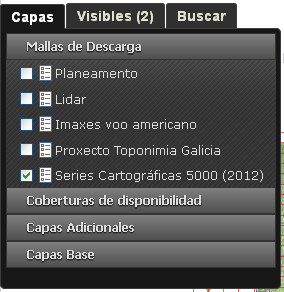 Capas
Visibles (2)
Buscar
Mallas de Descarga
Planeamento
Lidar
Imaxes voo americano
Proxecto Toponimia Galicia
Series Cartográficas 5000 (2012)
Coberturas de disponibilidad
Capas Adicionales
Capas Base